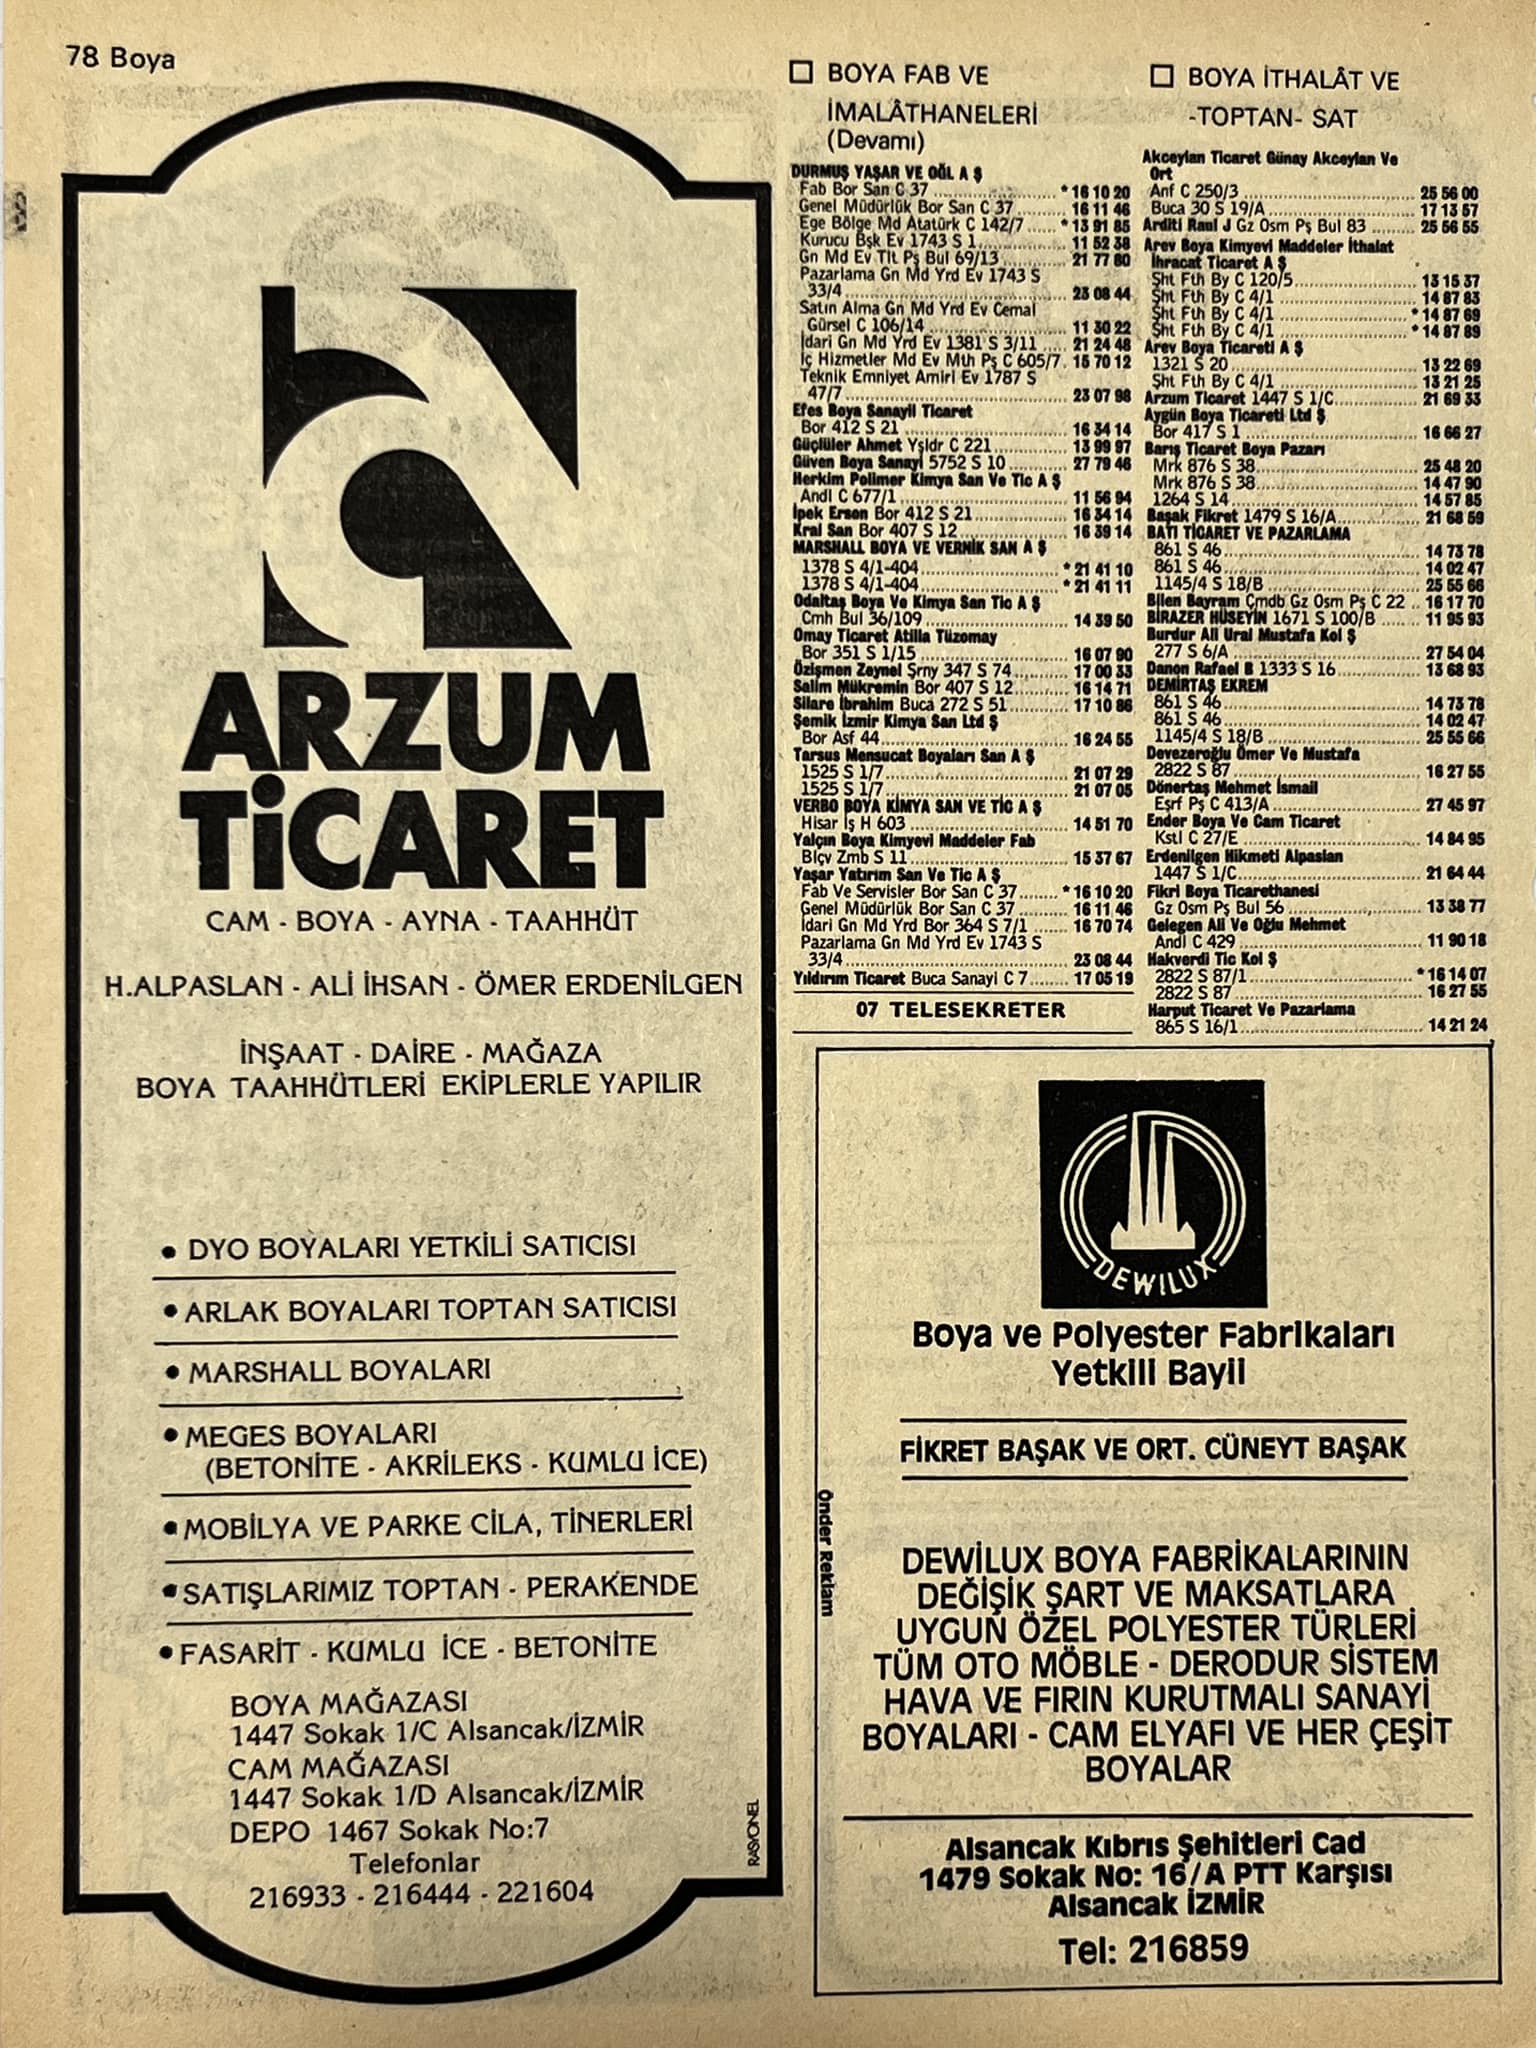 78 Boya
ARZUM
TiCARET
CAM - BOYA - AYNA - TAAHHÜT
H.ALPASLAN - ALİ İHSAN - ÖMER ERDENİLGEN
İNŞAAT - DAİRE - MAĞAZA
BOYA TAAHHÜTLERİ EKİPLERLE YAPILIR
• DYO BOYALARI YETKİLİ SATICISI
• ARLAK BOYALARI TOPTAN SATICISI
• MARSHALL BOYALARI
• MEGES BOYALARI
(BETONİTE - AKRİLEKS - KUMLU İCE)
• MOBİLYA VE PARKE CİLA, TİNERLERİ
• SATIŞLARIMIZ TOPTAN - PERAKENDE
• FASARİT - KUMLU İCE - BETONİTE
BOYA MAĞAZASI
1447 Sokak 1/C Alsancak/İZMİR
CAM MAĞAZASI
1447 Sokak 1/D Alsancak/İZMİR
DEPO 1467 Sokak No:7
Telefonlar
216933 - 216444 - 221604
RASYONEL
BOYA FAB VE
İMALÂTHANELERİ
(Devamı)
DURMUŞ YAŞAR VE OĞL A Ş
Fab Bor San C 37 * 16 10 20
Genel Müdürlük Bor San C 37 16 11 46
Ege Bölge Md Atatürk C 142/7 * 13 91 85
Kurucu Bşk Ev 1743 S 1 11 52 38
Gn Md Ev Tlt Pş Bul 69/13 21 77 80
Pazarlama Gn Md Yrd Ev 1743 S
33/4 23 08 44
Satın Alma Gn Md Yrd Ev Cemal
Gürsel C 106/14 11 30 22
İdari Gn Md Yrd Ev 1381 S 3/11 21 24 48
İç Hizmetler Md Ev Mth Pş C 605/7 15 70 12
Teknik Emniyet Amiri Ev 1787 S
47/7 23 07 98
Efes Boya Sanayii Ticaret
Bor 412 S 21 16 34 14
Güçlüler Ahmet Yşldr C 221 13 99 97
Güven Boya Sanayi 5752 S 10 27 79 46
Herkim Polimer Kimya San Ve Tic A Ş
Andl C 677/1 11 56 94
İpek Ersen Bor 412 S 21 16 34 14
Kral San Bor 407 S 12 16 39 14
MARSHALL BOYA VE VERNİK SAN A Ş
1378 S 4/1-404 * 21 41 10
1378 S 4/1-404 * 21 41 11
Odaltaş Boya Ve Kimya San Tic A Ş
Cmh Bul 36/109 14 39 50
Omay Ticaret Atilla Tüzomay
Bor 351 S 1/15 16 07 90
Özişmen Zeynel Şrny 347 S 74 17 00 33
Salim Mükremin Bor 407 S 12 16 14 71
Silare İbrahim Buca 272 S 51 17 10 86
Şemik İzmir Kimya San Ltd Ş
Bor Asf 44 16 24 55
Tarsus Mensucat Boyaları San A Ş
1525 S 1/7 21 07 29
1525 S 1/7 21 07 05
VERBO BOYA KİMYA SAN VE TİC A Ş
Hisar İş H 603 14 51 70
Yalçın Boya Kimyevi Maddeler Fab
Blçv Zmb S 11 15 37 67
Yaşar Yatırım San Ve Tic A Ş
Fab Ve Servisler Bor San C 37 * 16 10 20
Genel Müdürlük Bor San C 37 16 11 46
İdari Gn Md Yrd Bor 364 S 7/1 16 70 74
Pazarlama Gn Md Yrd Ev 1743 S
33/4 23 08 44
Yıldırım Ticaret Buca Sanayi C 7 17 05 19
07 TELESEKRETER
BOYA İTHALÂT VE
-TOPTAN- SAT
Akceylan Ticaret Günay Akceylan Ve
Ort
Anf C 250/3 25 56 00
Buca 30 S 19/A 17 13 57
Arditi Raul J Gz Osm Pş Bul 83 25 56 55
Arev Boya Kimyevi Maddeler İthalat
İhracat Ticaret A Ş
Şht Fth By C 120/5 13 15 37
Şht Fth By C 4/1 14 87 83
Şht Fth By C 4/1 * 14 87 69
Şht Fth By C 4/1 * 14 87 89
Arev Boya Ticareti A Ş
1321 S 20 13 22 69
Şht Fth By C 4/1 13 21 25
Arzum Ticaret 1447 S 1/C 21 69 33
Aygün Boya Ticareti Ltd Ş
Bor 417 S 1 16 66 27
Barış Ticaret Boya Pazarı
Mrk 876 S 38 25 48 20
Mrk 876 S 38 14 47 90
1264 S 14 14 57 85
Başak Fikret 1479 S 16/A 21 68 59
BATI TİCARET VE PAZARLAMA
861 S 46 14 73 78
861 S 46 14 02 47
1145/4 S 18/B 25 55 66
Bilen Bayram Çmdb Gz Osm Pş C 22 16 17 70
BİRAZER HÜSEYİN 1671 S 100/B 11 95 93
Burdur Ali Ural Mustafa Kol Ş
277 S 6/A 27 54 04
Danon Rafael B 1333 S 16 13 68 93
DEMİRTAŞ EKREM
861 S 46 14 73 78
861 S 46 14 02 47
1145/4 S 18/B 25 55 66
Devezeroğlu Ömer Ve Mustafa
2822 S 87 16 27 55
Dönertaş Mehmet İsmail
Eşrf Pş C 413/A 27 45 97
Ender Boya Ve Cam Ticaret
Kstl C 27/E 14 84 95
Erdenilgen Hikmeti Alpaslan
1447 S 1/C 21 64 44
Fikri Boya Ticarethanesi
Gz Osm Pş Bul 56 13 38 77
Gelegen Ali Ve Oğlu Mehmet
Andl C 429 11 90 18
Hakverdi Tic Kol Ş
2822 S 87/1 * 16 14 07
2822 S 87 16 27 55
Harput Ticaret Ve Pazarlama
865 S 16/1 14 21 24
DEWİLUX
Boya ve Polyester Fabrikaları
Yetkili Bayii
FİKRET BAŞAK VE ORT. CÜNEYT BAŞAK
Önder Reklam
DEWİLUX BOYA FABRİKALARININ
DEĞİŞİK ŞART VE MAKSATLARA
UYGUN ÖZEL POLYESTER TÜRLERİ
TÜM OTO MÖBLE - DERODUR SİSTEM
HAVA VE FIRIN KURUTMALI SANAYİ
BOYALARI - CAM ELYAFI VE HER ÇEŞİT
BOYALAR
Alsancak Kıbrıs Şehitleri Cad
1479 Sokak No: 16/A PTT Karşısı
Alsancak İZMİR
Tel: 216859